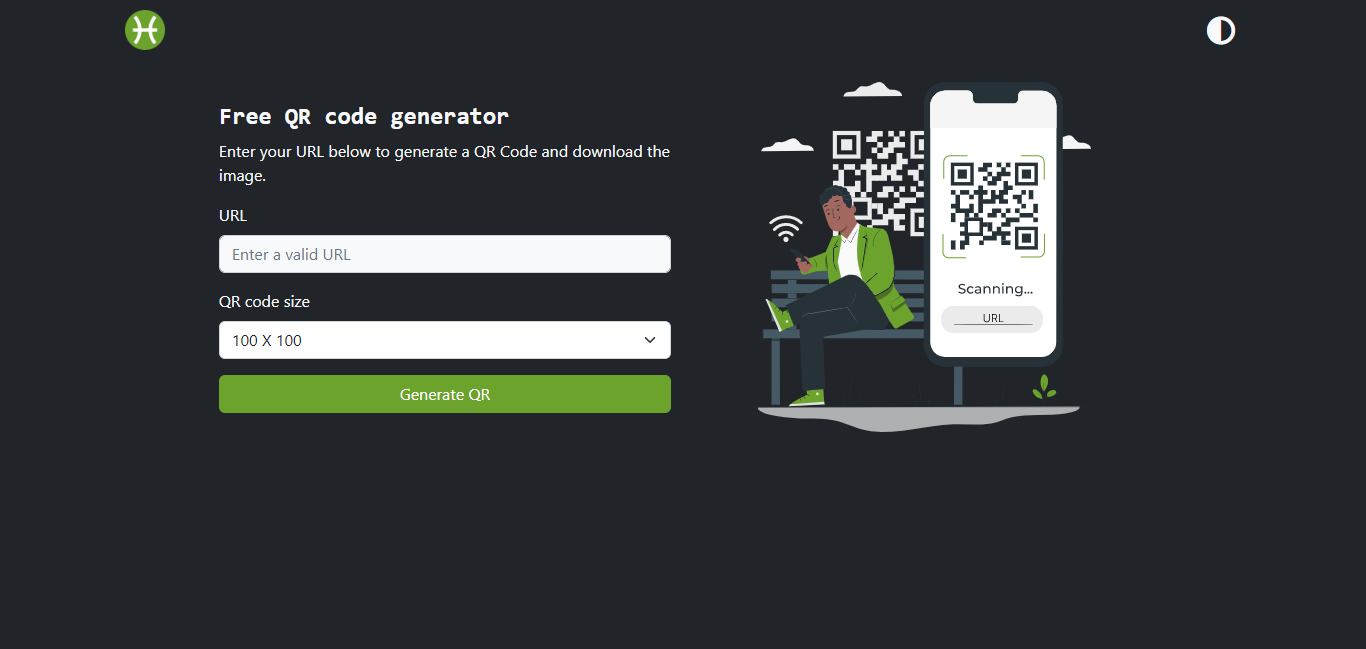 Free QR code generator
Enter your URL below to generate a QR Code and download the
image.
URL
Enter a valid URL
QR code size
100 X 100
Generate QR
Scanning...
URL